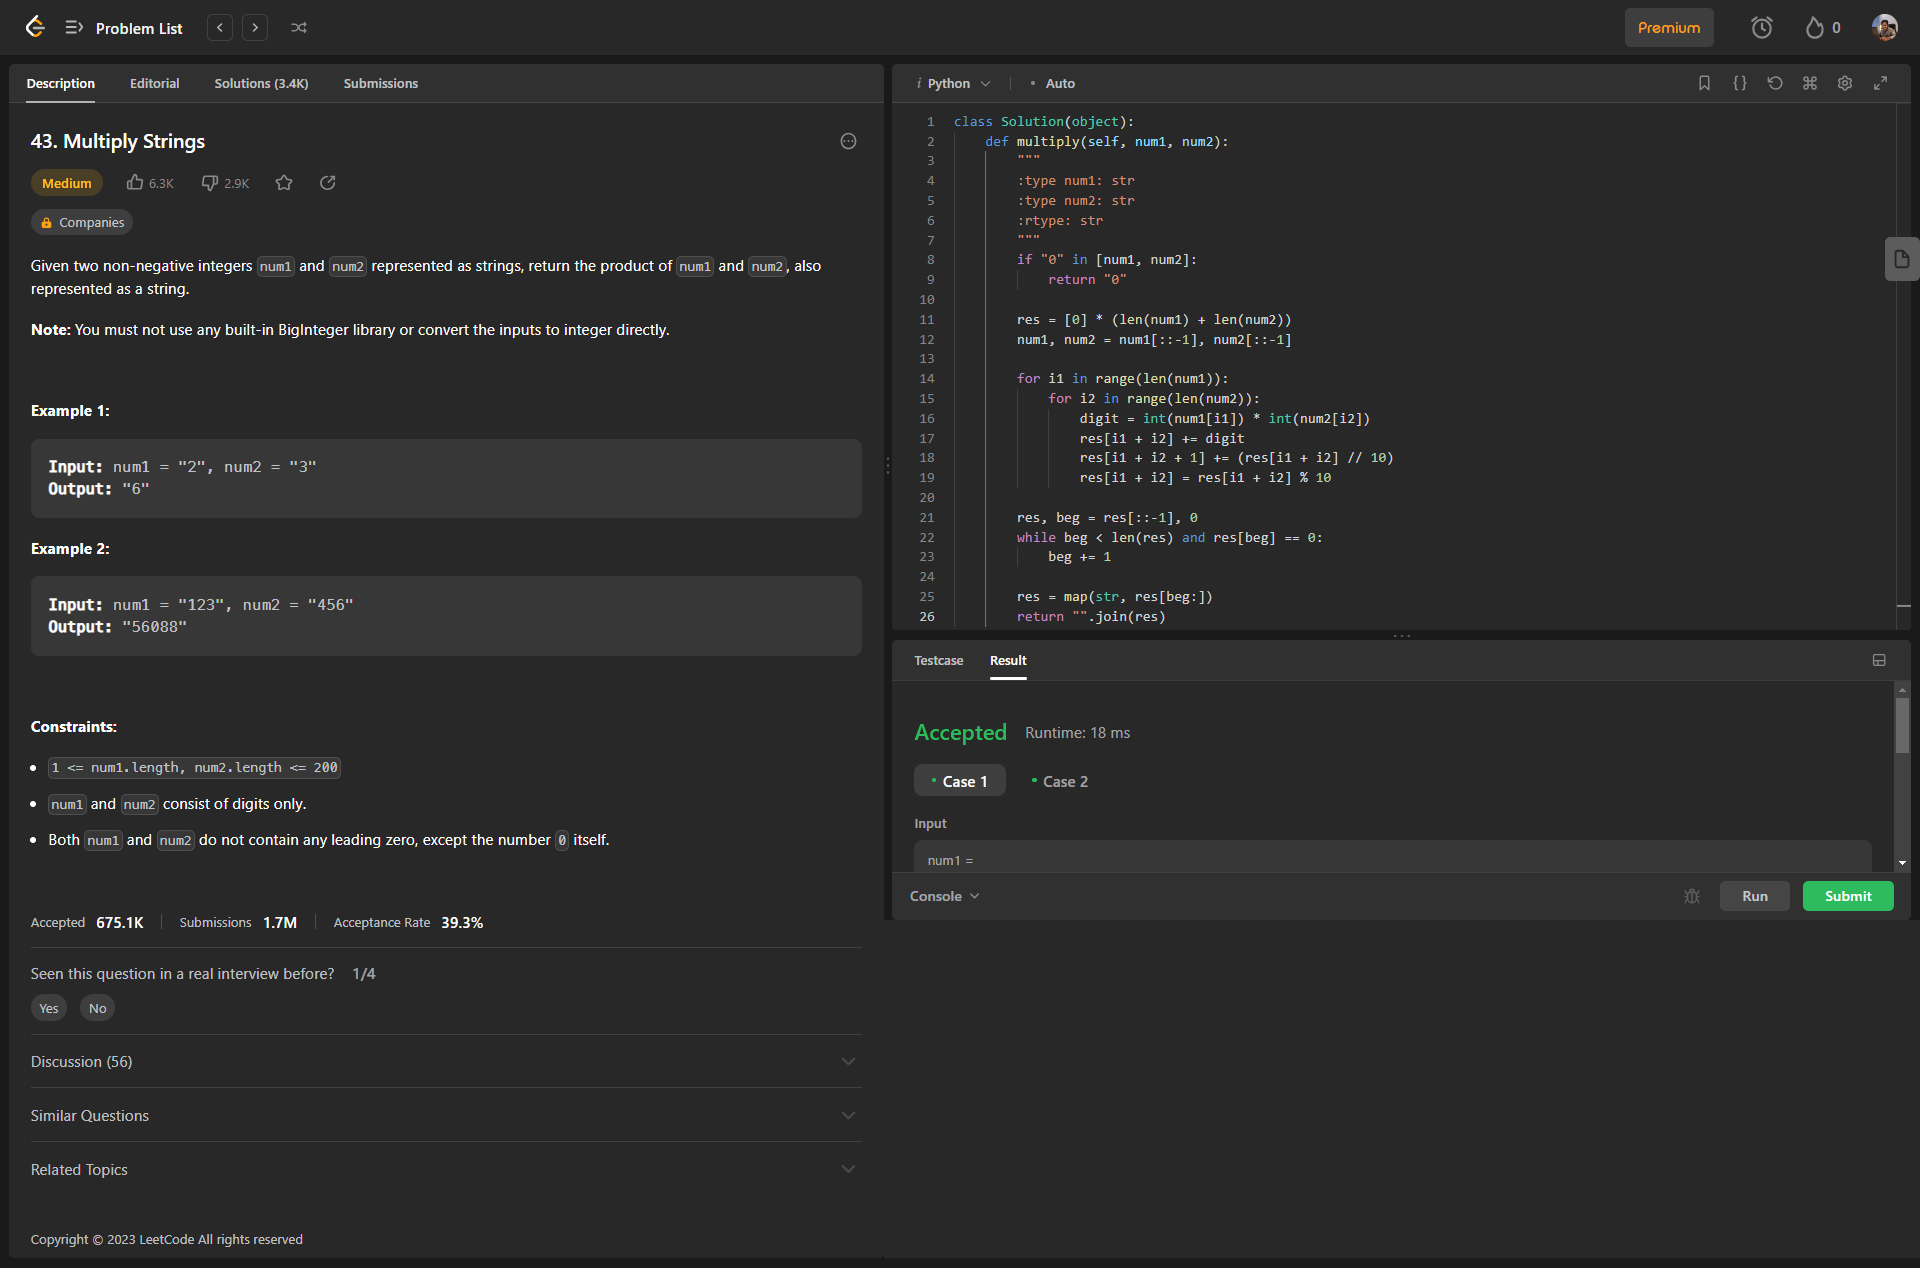 Problem List
Premium
0
Description Editorial Solutions (3.4K) Submissions
43. Multiply Strings
Medium 6.3K 2.9K
Companies
Given two non-negative integers num1 and num2 represented as strings, return the product of num1 and num2, also
represented as a string.
Note: You must not use any built-in BigInteger library or convert the inputs to integer directly.
Example 1:
Input: num1 = "2", num2 = "3"
Output: "6"
Example 2:
Input: num1 = "123", num2 = "456"
Output: "56088"
Constraints:
• 1 <= num1.length, num2.length <= 200
• num1 and num2 consist of digits only.
• Both num1 and num2 do not contain any leading zero, except the number 0 itself.
Accepted 675.1K Submissions 1.7M Acceptance Rate 39.3%
Seen this question in a real interview before? 1/4
Yes No
Discussion (56)
Similar Questions
Related Topics
Copyright © 2023 LeetCode All rights reserved
i Python • Auto
1 class Solution(object):
2     def multiply(self, num1, num2):
3         """
4         :type num1: str
5         :type num2: str
6         :rtype: str
7         """
8         if "0" in [num1, num2]:
9             return "0"
10
11         res = [0] * (len(num1) + len(num2))
12         num1, num2 = num1[::-1], num2[::-1]
13
14         for i1 in range(len(num1)):
15             for i2 in range(len(num2)):
16                 digit = int(num1[i1]) * int(num2[i2])
17                 res[i1 + i2] += digit
18                 res[i1 + i2 + 1] += (res[i1 + i2] // 10)
19                 res[i1 + i2] = res[i1 + i2] % 10
20
21         res, beg = res[::-1], 0
22         while beg < len(res) and res[beg] == 0:
23             beg += 1
24
25         res = map(str, res[beg:])
26         return "".join(res)
Testcase Result
Accepted Runtime: 18 ms
• Case 1 • Case 2
Input
num1 =
Console Run Submit